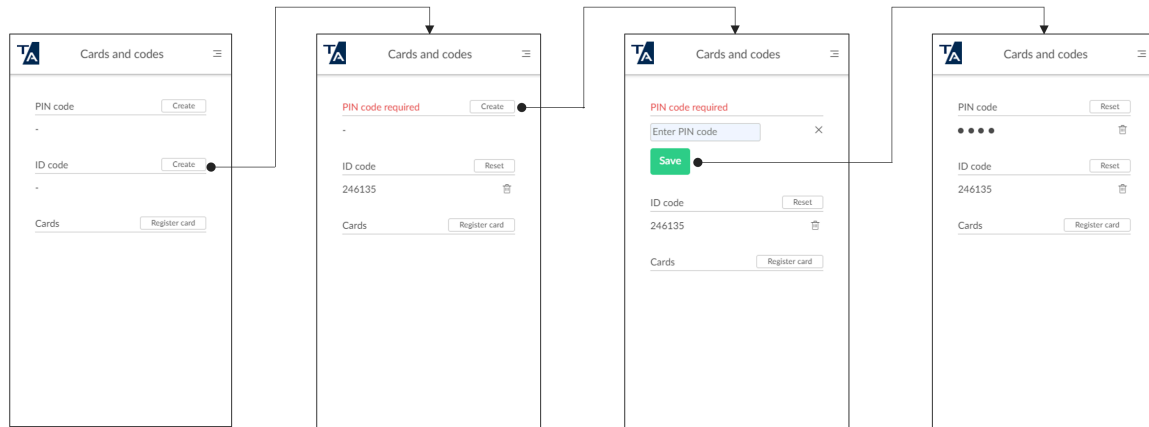 TA Cards and codes
PIN code Create
-
ID code Create
-
Cards Register card
TA Cards and codes
PIN code required Create
-
ID code Reset
246135
Cards Register card
TA Cards and codes
PIN code required
Enter PIN code
Save
ID code Reset
246135
Cards Register card
TA Cards and codes
PIN code Reset
••••
ID code Reset
246135
Cards Register card